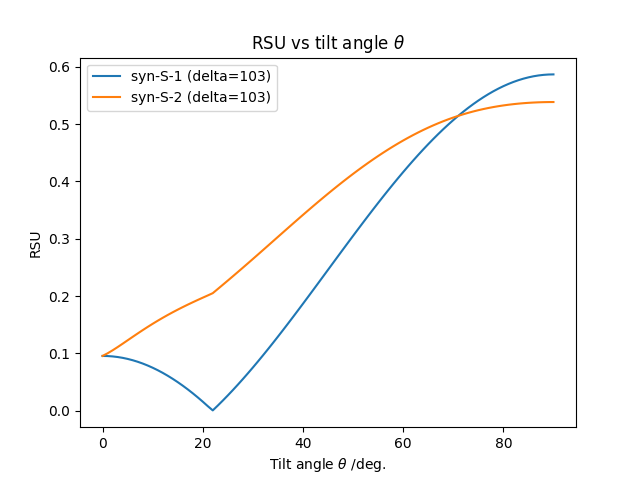 RSU vs tilt angle θ
syn-S-1 (delta=103)
syn-S-2 (delta=103)
RSU
0.6
0.5
0.4
0.3
0.2
0.1
0.0
0 20 40 60 80
Tilt angle θ /deg.